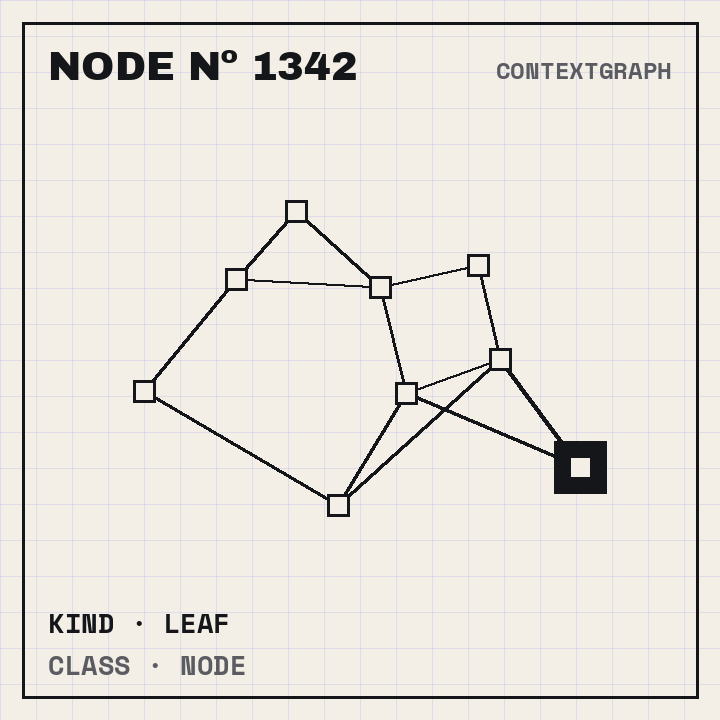 NODE Nº 1342
CONTEXTGRAPH
KIND · LEAF
CLASS · NODE